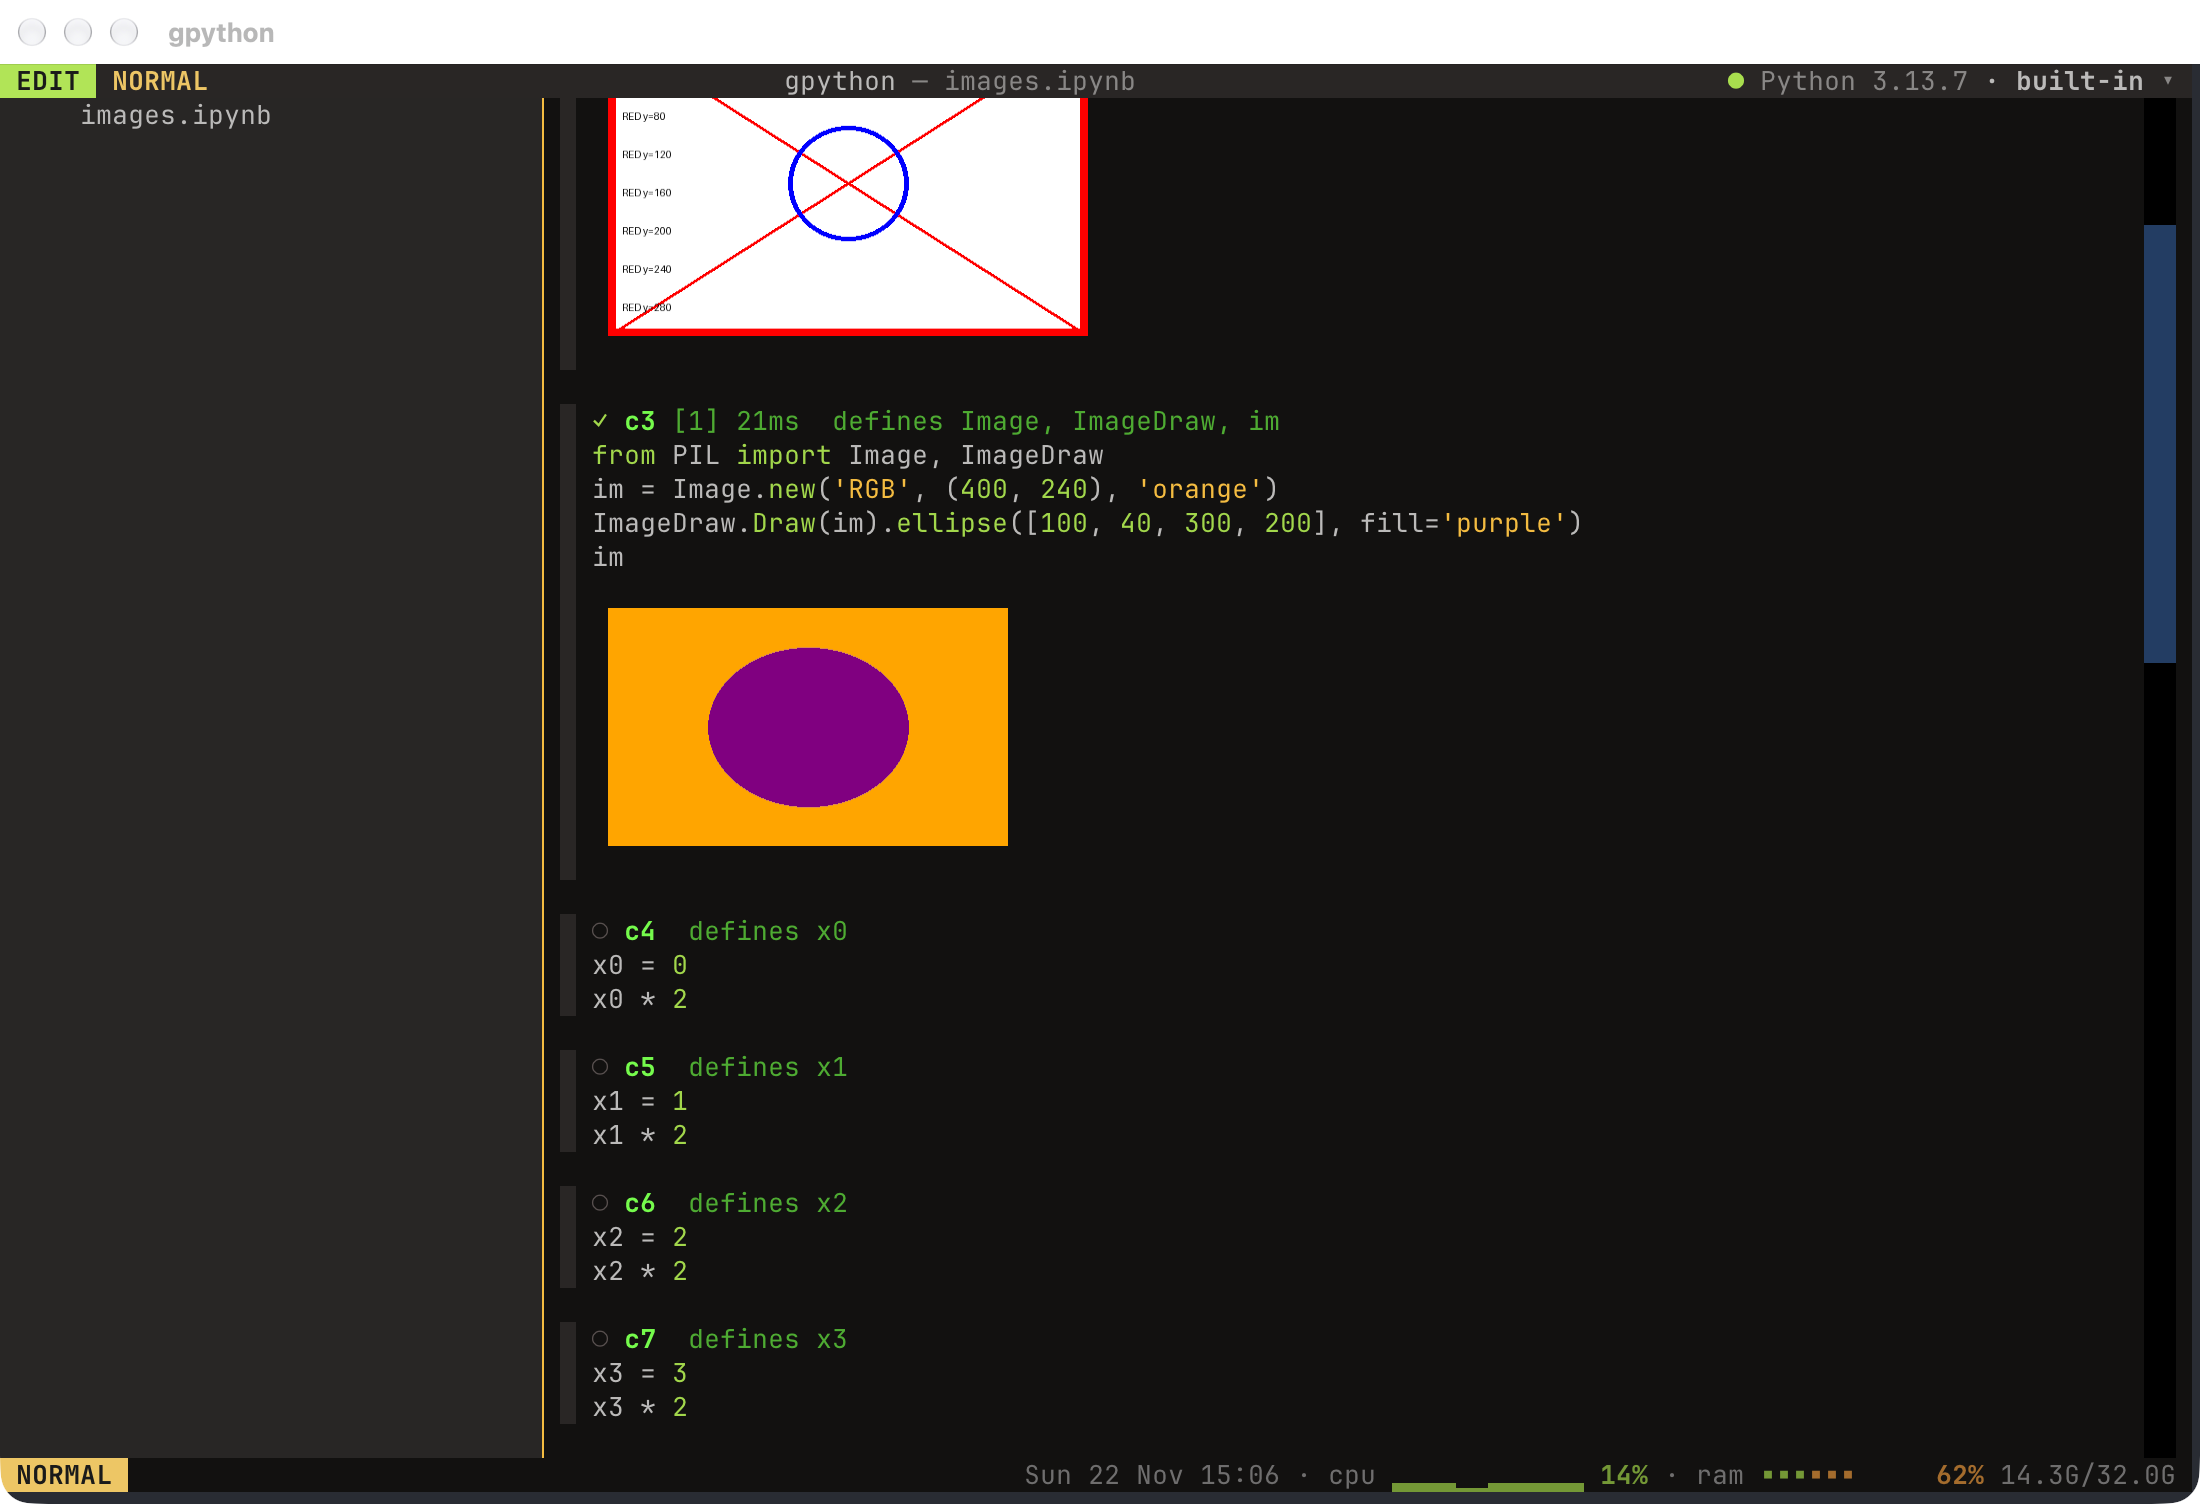 gpython
EDIT NORMAL gpython — images.ipynb ● Python 3.13.7 · built-in ▾
images.ipynb
RED y=80
RED y=120
RED y=160
RED y=200
RED y=240
RED y=280
✓ c3 [1] 21ms  defines Image, ImageDraw, im
from PIL import Image, ImageDraw
im = Image.new('RGB', (400, 240), 'orange')
ImageDraw.Draw(im).ellipse([100, 40, 300, 200], fill='purple')
im
○ c4  defines x0
x0 = 0
x0 * 2
○ c5  defines x1
x1 = 1
x1 * 2
○ c6  defines x2
x2 = 2
x2 * 2
○ c7  defines x3
x3 = 3
x3 * 2
NORMAL Sun 22 Nov 15:06 · cpu 14% · ram 62% 14.3G/32.0G